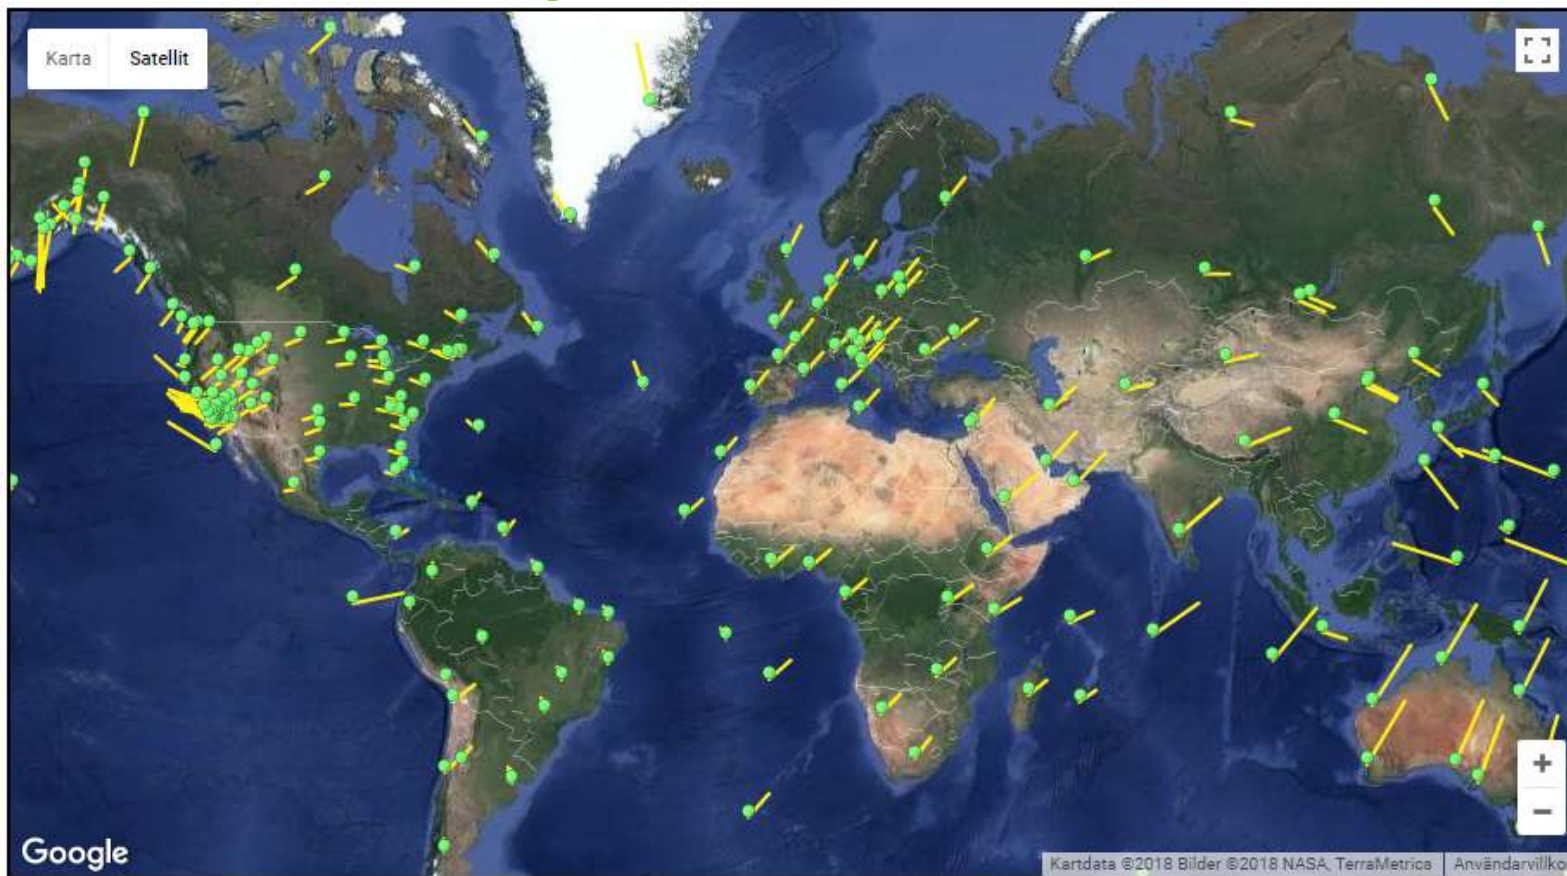 Karta Satellit
+
−
Google
Kartdata ©2018 Bilder ©2018 NASA, TerraMetrics Användarvillko